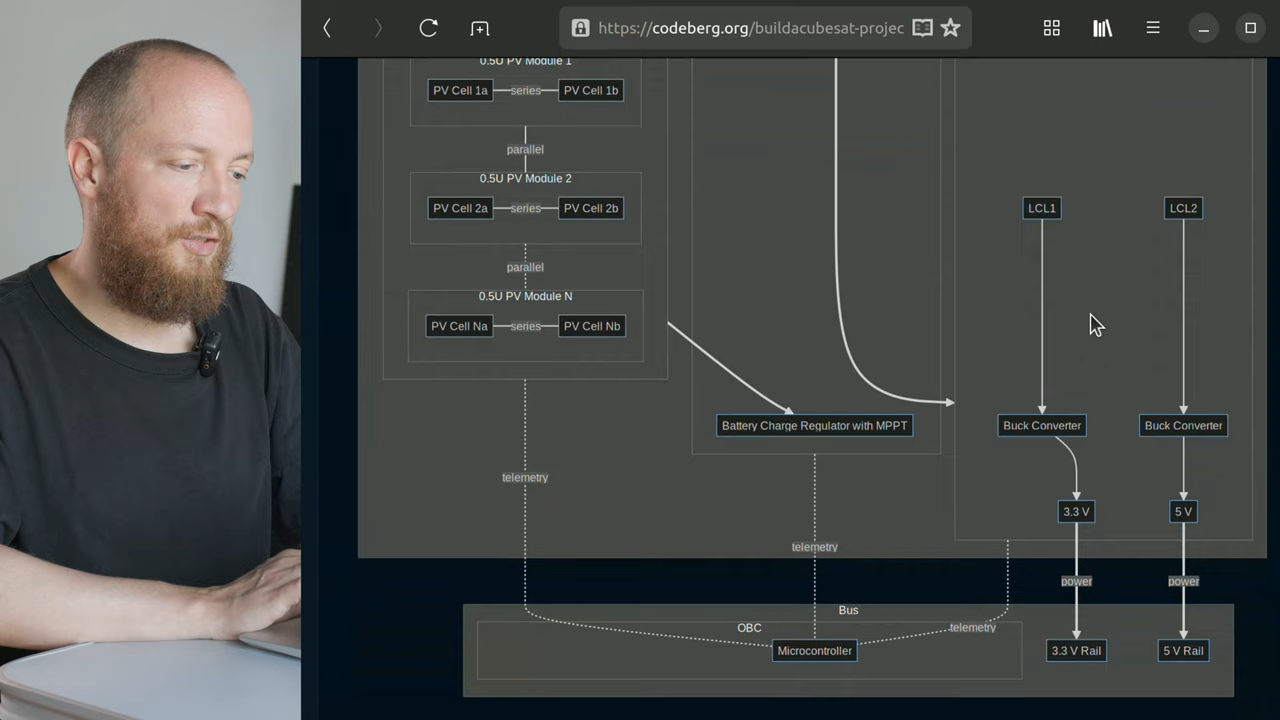 https://codeberg.org/buildacubesat-projec
0.5U PV Module 1
PV Cell 1a
series
PV Cell 1b
parallel
0.5U PV Module 2
PV Cell 2a
series
PV Cell 2b
parallel
0.5U PV Module N
PV Cell Na
series
PV Cell Nb
LCL1
LCL2
Battery Charge Regulator with MPPT
Buck Converter
Buck Converter
telemetry
3.3 V
5 V
telemetry
power
power
Bus
OBC
telemetry
Microcontroller
3.3 V Rail
5 V Rail